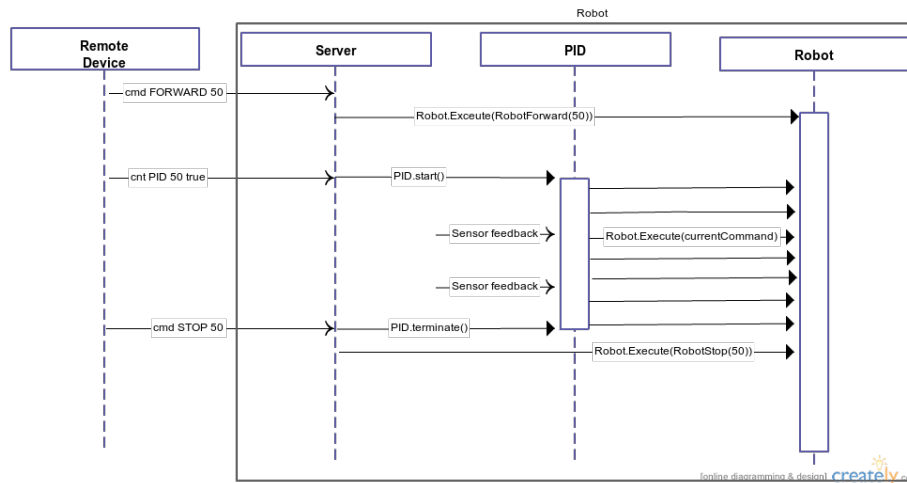 Robot
Remote
Device
Server
PID
Robot
cmd FORWARD 50
Robot.Exceute(RobotForward(50))
cnt PID 50 true
PID.start()
Sensor feedback
Robot.Execute(currentCommand)
Sensor feedback
cmd STOP 50
PID.terminate()
Robot.Execute(RobotStop(50))
[online diagramming & design]
creately